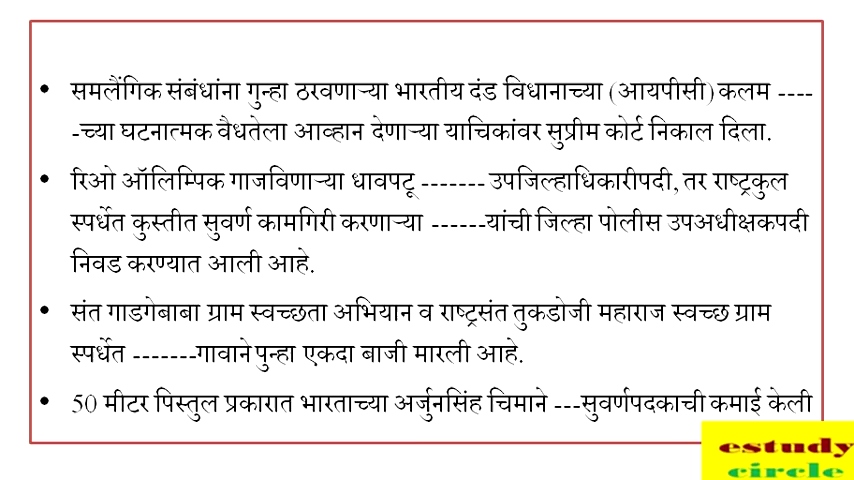 • समलैंगिक संबंधांना गुन्हा ठरवणाऱ्या भारतीय दंड विधानाच्या (आयपीसी) कलम ----
-च्या घटनात्मक वैधतेला आव्हान देणाऱ्या याचिकांवर सुप्रीम कोर्ट निकाल दिला.
• रिओ ऑलिम्पिक गाजविणाऱ्या धावपटू ------- उपजिल्हाधिकारीपदी, तर राष्ट्रकुल
स्पर्धेत कुस्तीत सुवर्ण कामगिरी करणाऱ्या ------यांची जिल्हा पोलीस उपअधीक्षकपदी
निवड करण्यात आली आहे.
• संत गाडगेबाबा ग्राम स्वच्छता अभियान व राष्ट्रसंत तुकडोजी महाराज स्वच्छ ग्राम
स्पर्धेत -------गावाने पुन्हा एकदा बाजी मारली आहे.
• 50 मीटर पिस्तुल प्रकारात भारताच्या अर्जुनसिंह चिमाने ---सुवर्णपदकाची कमाई केली
estudy
circle